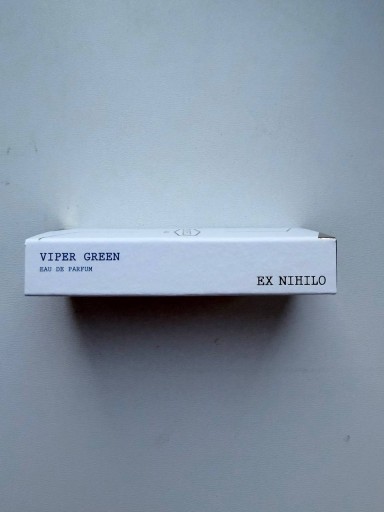 VIPER GREEN
EAU DE PARFUM
EX NIHILO